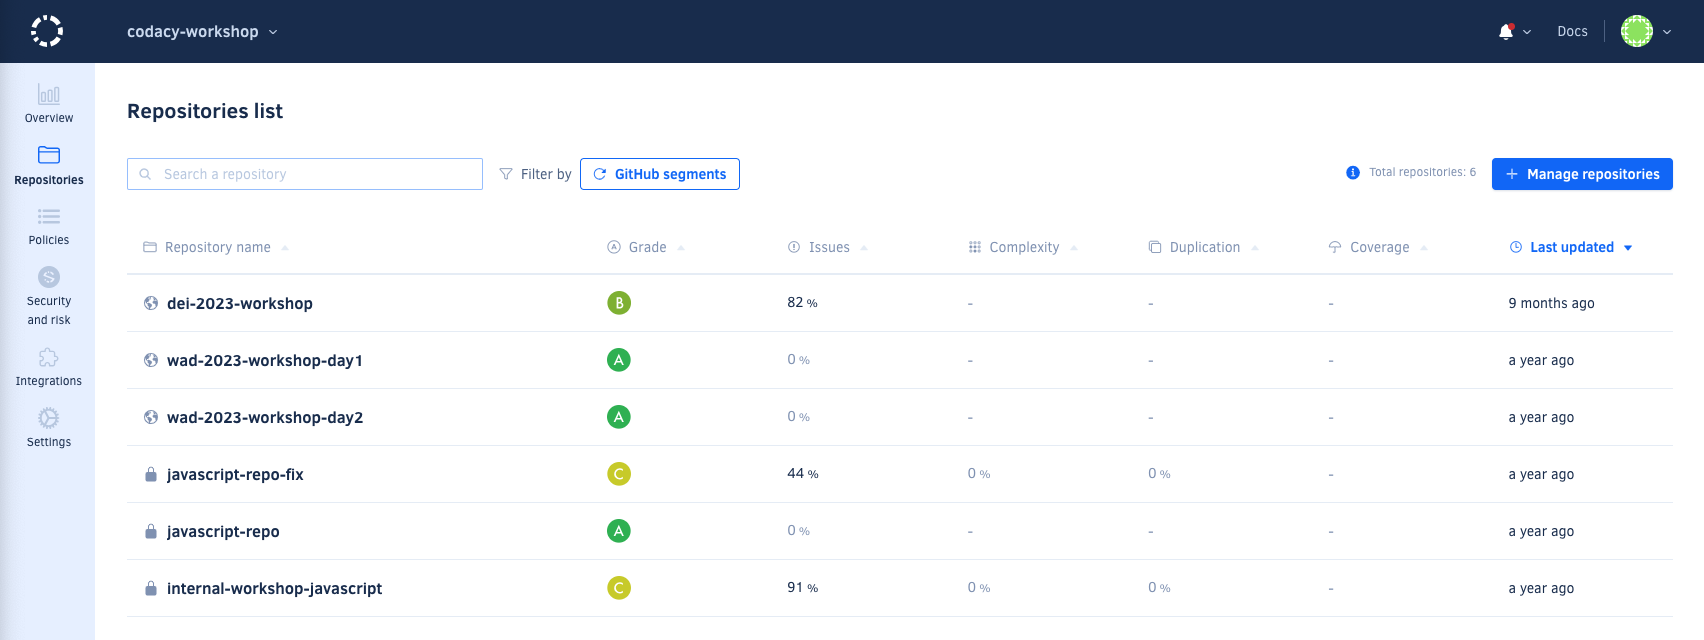 codacy-workshop
Docs
Overview
Repositories
Policies
Security
and risk
Integrations
Settings
Repositories list
Search a repository
Filter by
GitHub segments
Total repositories: 6
Manage repositories
Repository name Grade Issues Complexity Duplication Coverage Last updated
dei-2023-workshop B 82 % - - - 9 months ago
wad-2023-workshop-day1 A 0 % - - - a year ago
wad-2023-workshop-day2 A 0 % - - - a year ago
javascript-repo-fix C 44 % 0 % 0 % - a year ago
javascript-repo A 0 % - - - a year ago
internal-workshop-javascript C 91 % 0 % 0 % - a year ago